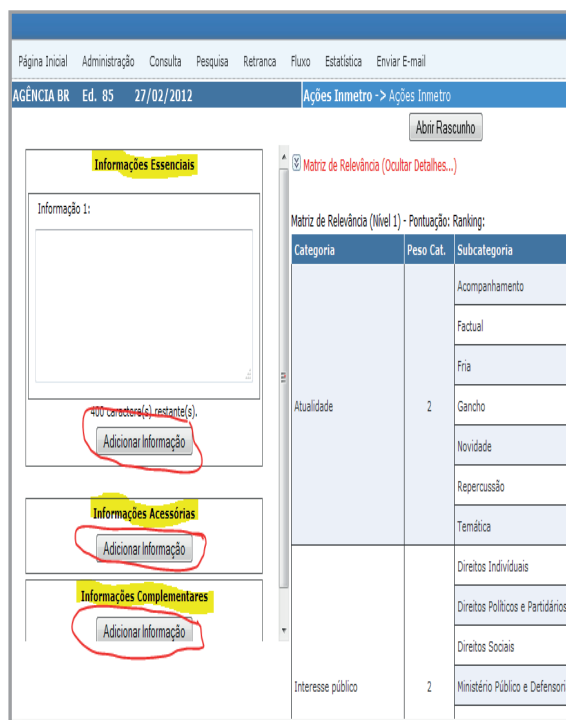 Página Inicial Administração Consulta Pesquisa Retranca Fluxo Estatística Enviar E-mail
AGÊNCIA BR Ed. 85 27/02/2012 Ações Inmetro -> Ações Inmetro
Abrir Rascunho
Informações Essenciais
Informação 1:
400 caractere(s) restante(s).
Adicionar Informação
Informações Acessórias
Adicionar Informação
Informações Complementares
Adicionar Informação
Matriz de Relevância (Ocultar Detalhes...)
Matriz de Relevância (Nível 1) - Pontuação: Ranking:
Categoria Peso Cat. Subcategoria
Atualidade 2
Acompanhamento
Factual
Fria
Gancho
Novidade
Repercussão
Temática
Interesse público 2
Direitos Indivíduais
Direitos Políticos e Partidários
Direitos Sociais
Ministério Público e Defensori